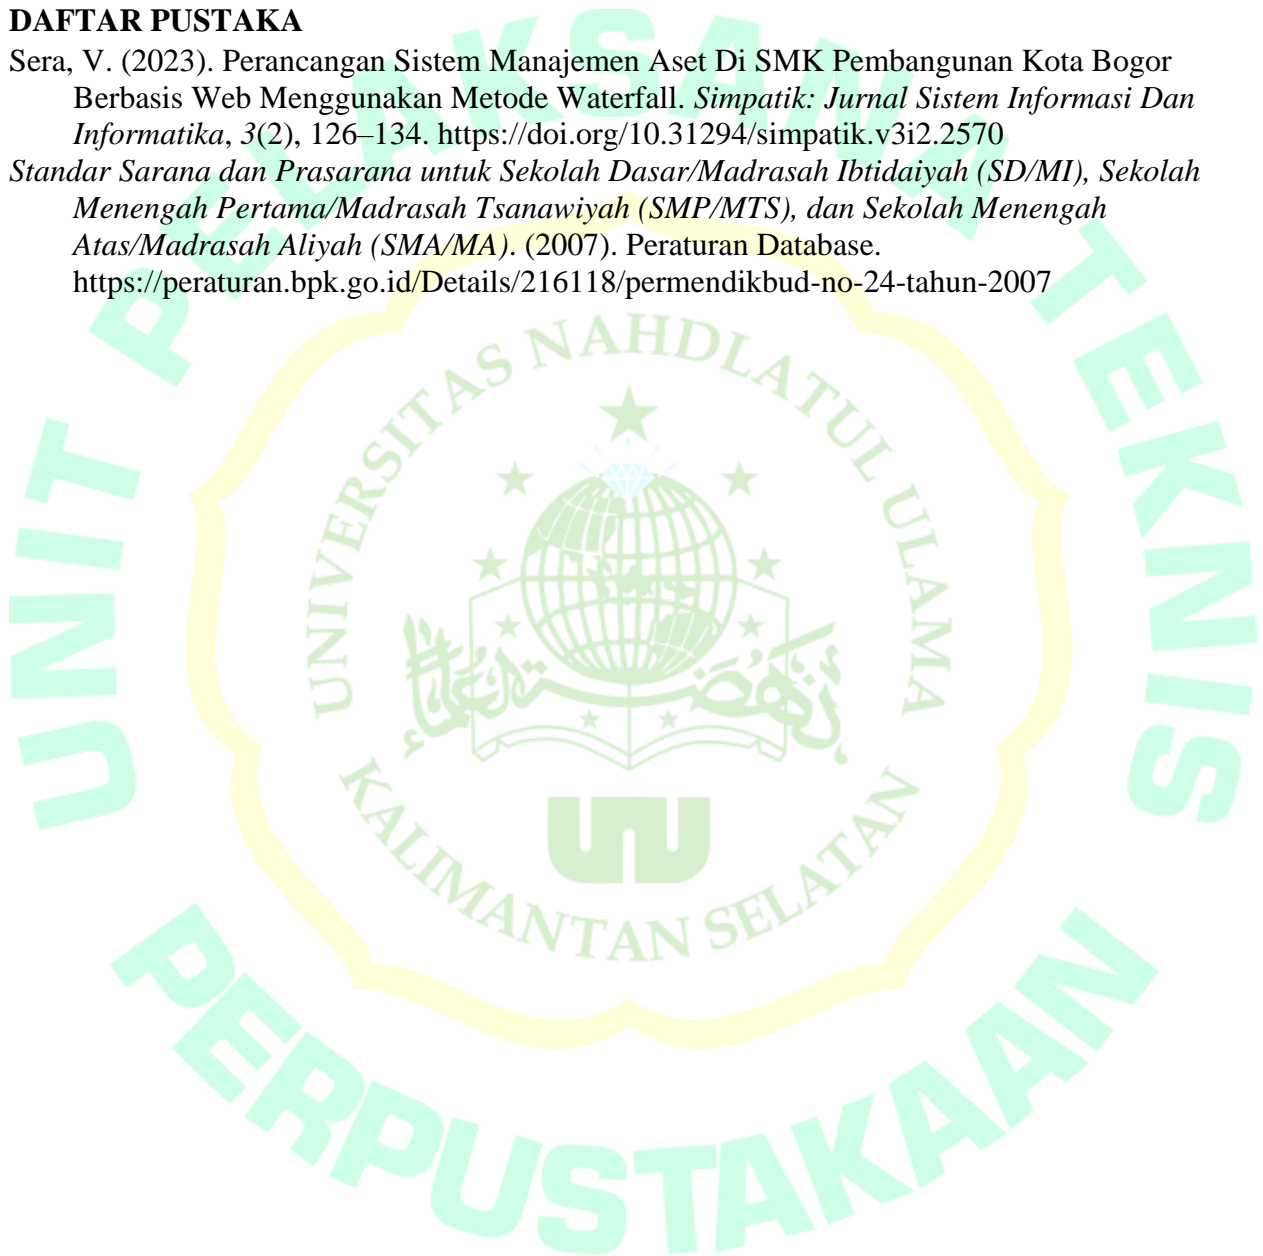 DAFTAR PUSTAKA
Sera, V. (2023). Perancangan Sistem Manajemen Aset Di SMK Pembangunan Kota Bogor
Berbasis Web Menggunakan Metode Waterfall. Simpatik: Jurnal Sistem Informasi Dan
Informatika, 3(2), 126–134. https://doi.org/10.31294/simpatik.v3i2.2570
Standar Sarana dan Prasarana untuk Sekolah Dasar/Madrasah Ibtidaiyah (SD/MI), Sekolah
Menengah Pertama/Madrasah Tsanawiyah (SMP/MTS), dan Sekolah Menengah
Atas/Madrasah Aliyah (SMA/MA). (2007). Peraturan Database.
https://peraturan.bpk.go.id/Details/216118/permendikbud-no-24-tahun-2007
UNIT PELAKSANA TEKNIS
UNIVERSITAS NAHDLATUL ULAMA
نهضة العلماء
KALIMANTAN SELATAN
PERPUSTAKAAN